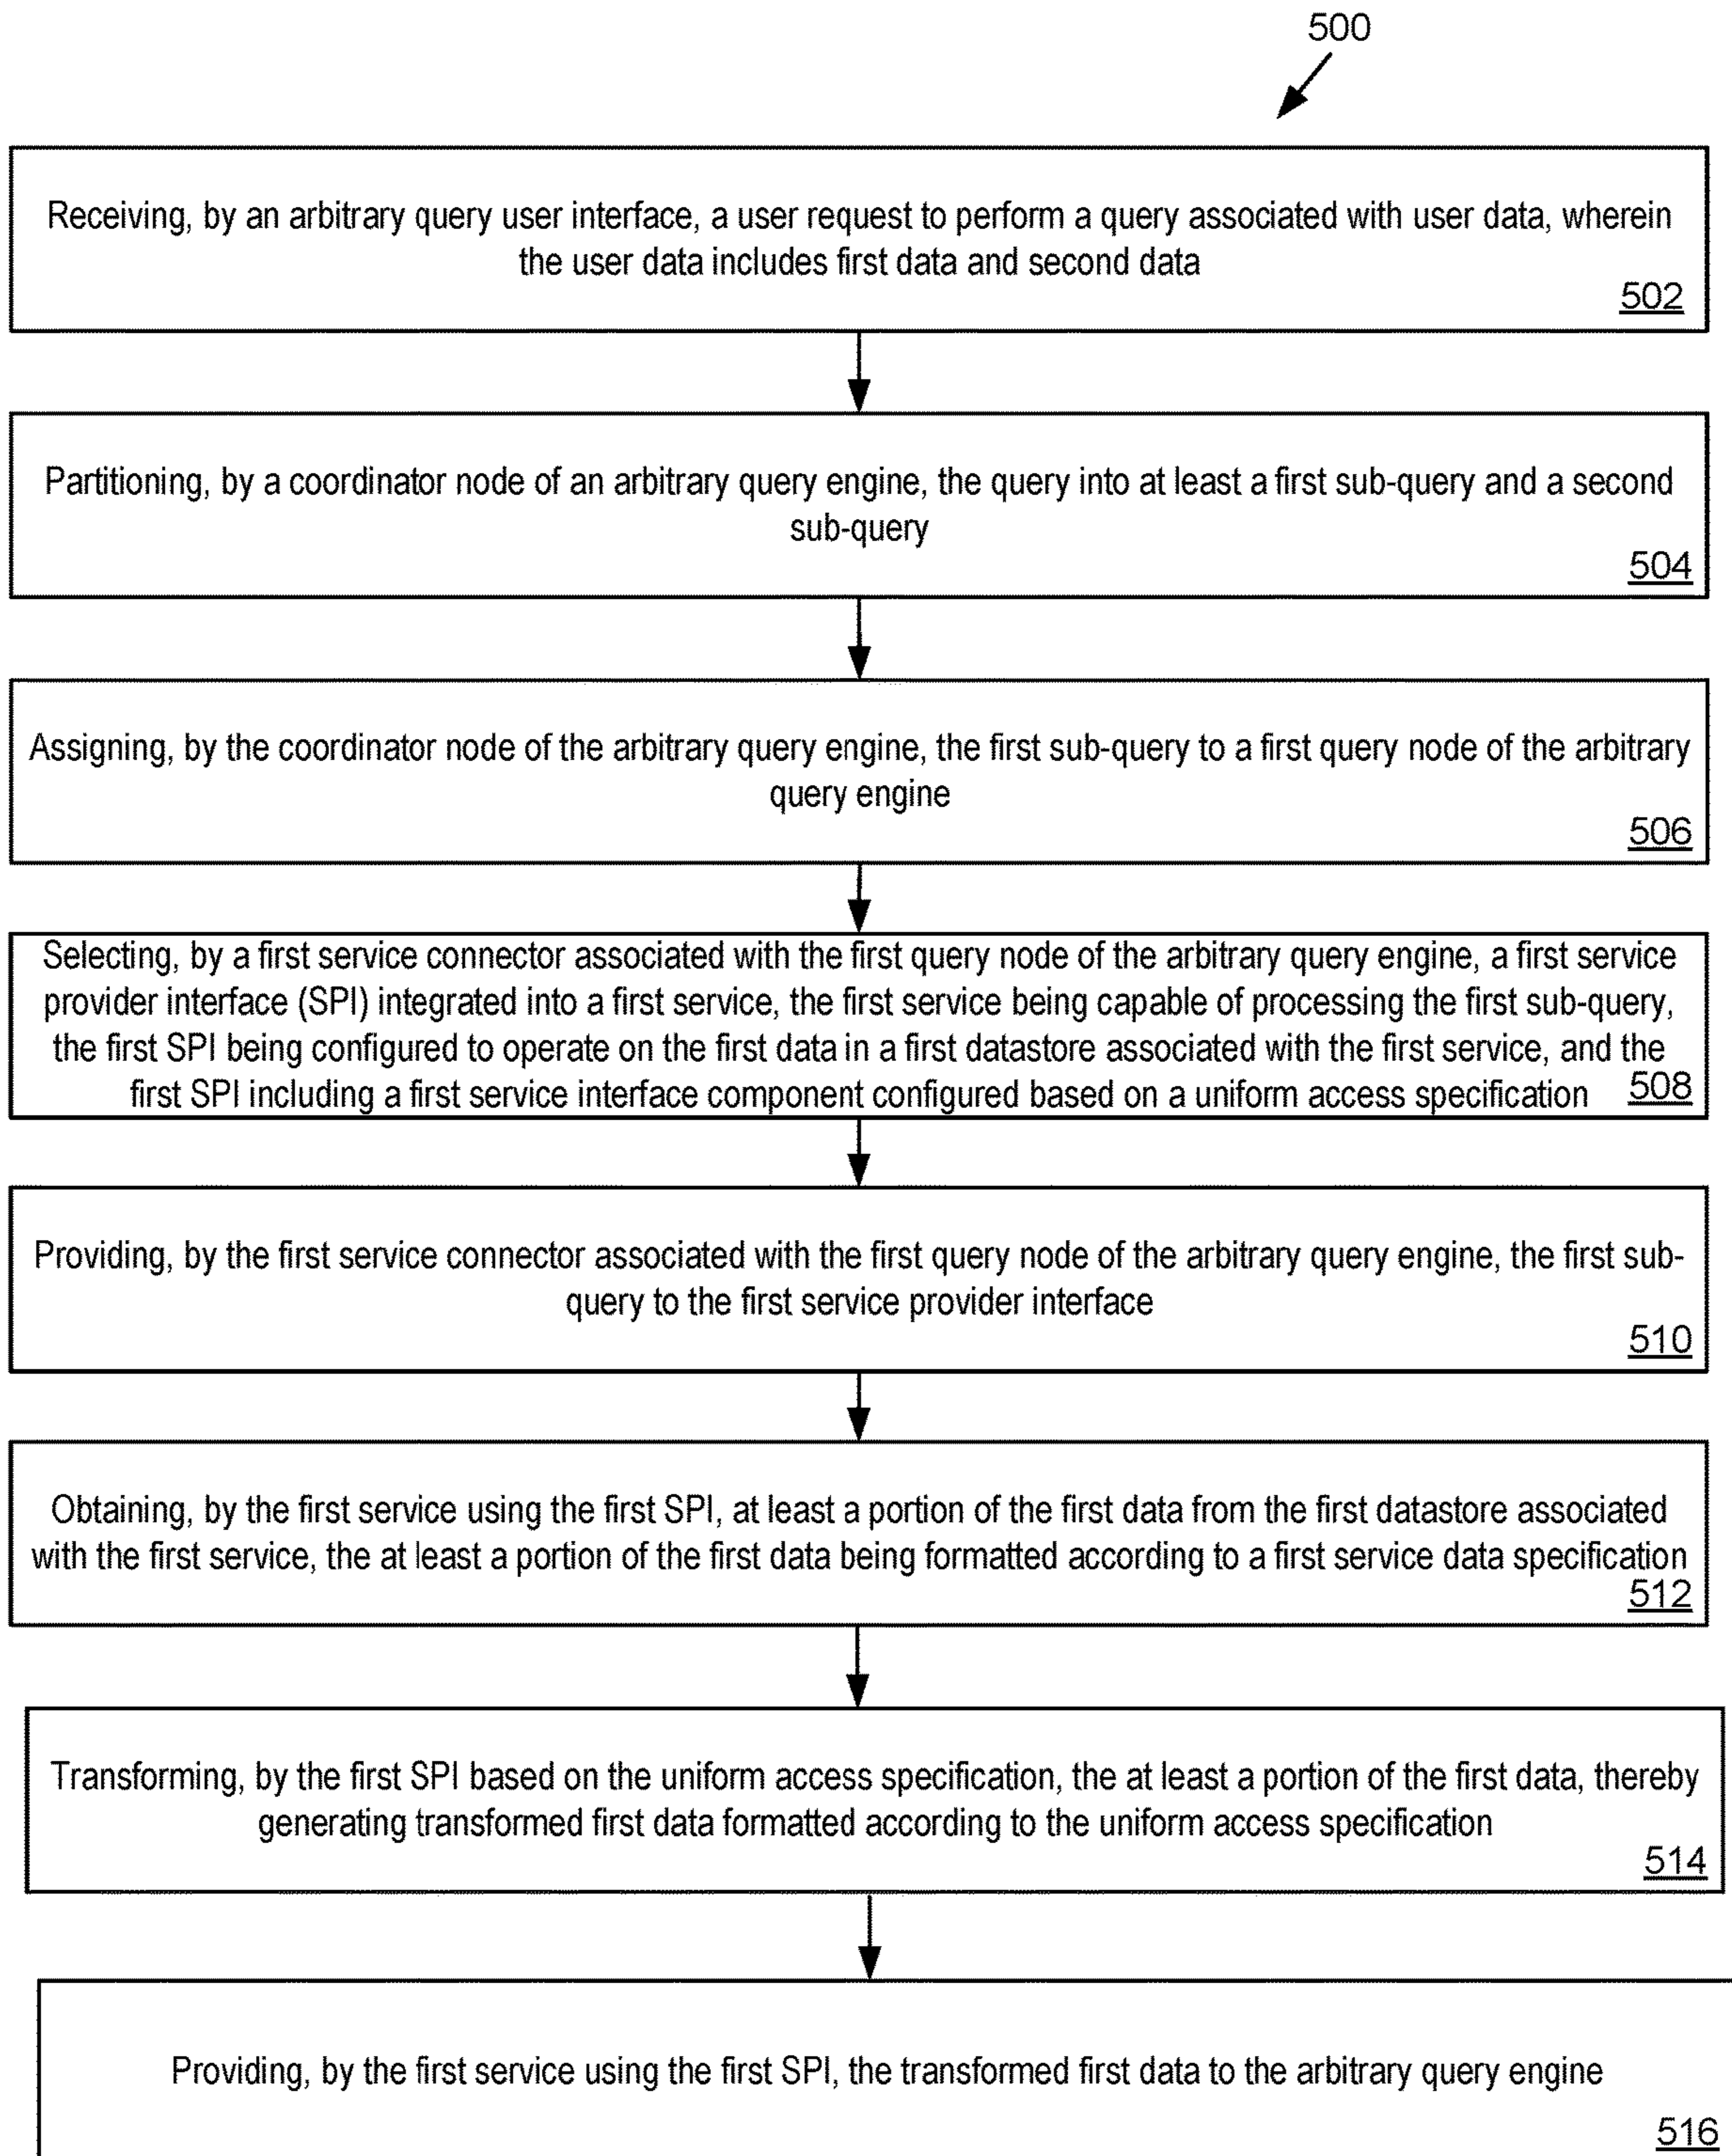 500
Receiving, by an arbitrary query user interface, a user request to perform a query associated with user data, wherein
the user data includes first data and second data
502
Partitioning, by a coordinator node of an arbitrary query engine, the query into at least a first sub-query and a second
sub-query
504
Assigning, by the coordinator node of the arbitrary query engine, the first sub-query to a first query node of the arbitrary
query engine
506
Selecting, by a first service connector associated with the first query node of the arbitrary query engine, a first service
provider interface (SPI) integrated into a first service, the first service being capable of processing the first sub-query,
the first SPI being configured to operate on the first data in a first datastore associated with the first service, and the
first SPI including a first service interface component configured based on a uniform access specification 508
Providing, by the first service connector associated with the first query node of the arbitrary query engine, the first sub-
query to the first service provider interface
510
Obtaining, by the first service using the first SPI, at least a portion of the first data from the first datastore associated
with the first service, the at least a portion of the first data being formatted according to a first service data specification
512
Transforming, by the first SPI based on the uniform access specification, the at least a portion of the first data, thereby
generating transformed first data formatted according to the uniform access specification
514
Providing, by the first service using the first SPI, the transformed first data to the arbitrary query engine
516